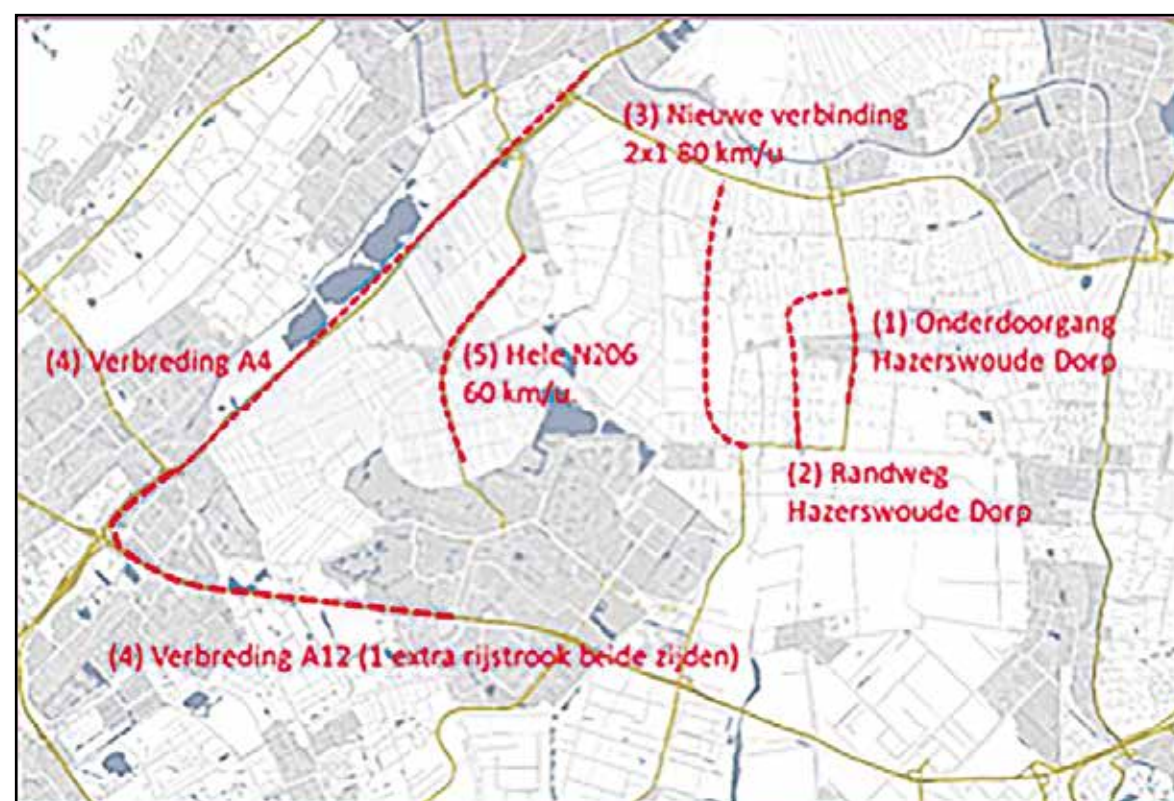 (3) Nieuwe verbinding
2x1 80 km/u
(1) Onderdoorgang
Hazerswoude Dorp
(4) Verbreding A4
(5) Hele N206
60 km/u.
(2) Randweg
Hazerswoude Dorp
(4) Verbreding A12 (1 extra rijstrook beide zijden)